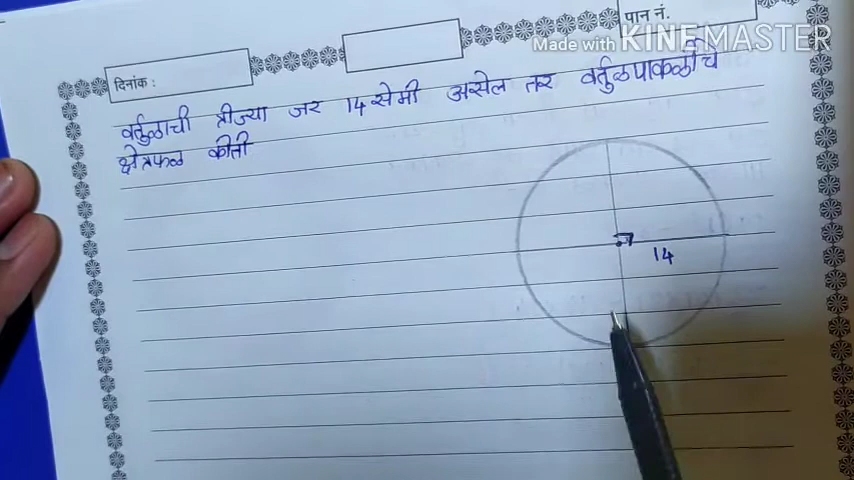 पान नं.
Made with KINEMASTER
दिनांक :
वर्तुळाची त्रीज्या जर 14 सेमी असेल तर वर्तुळपाकळीचे
क्षेत्रफळ कीती
14